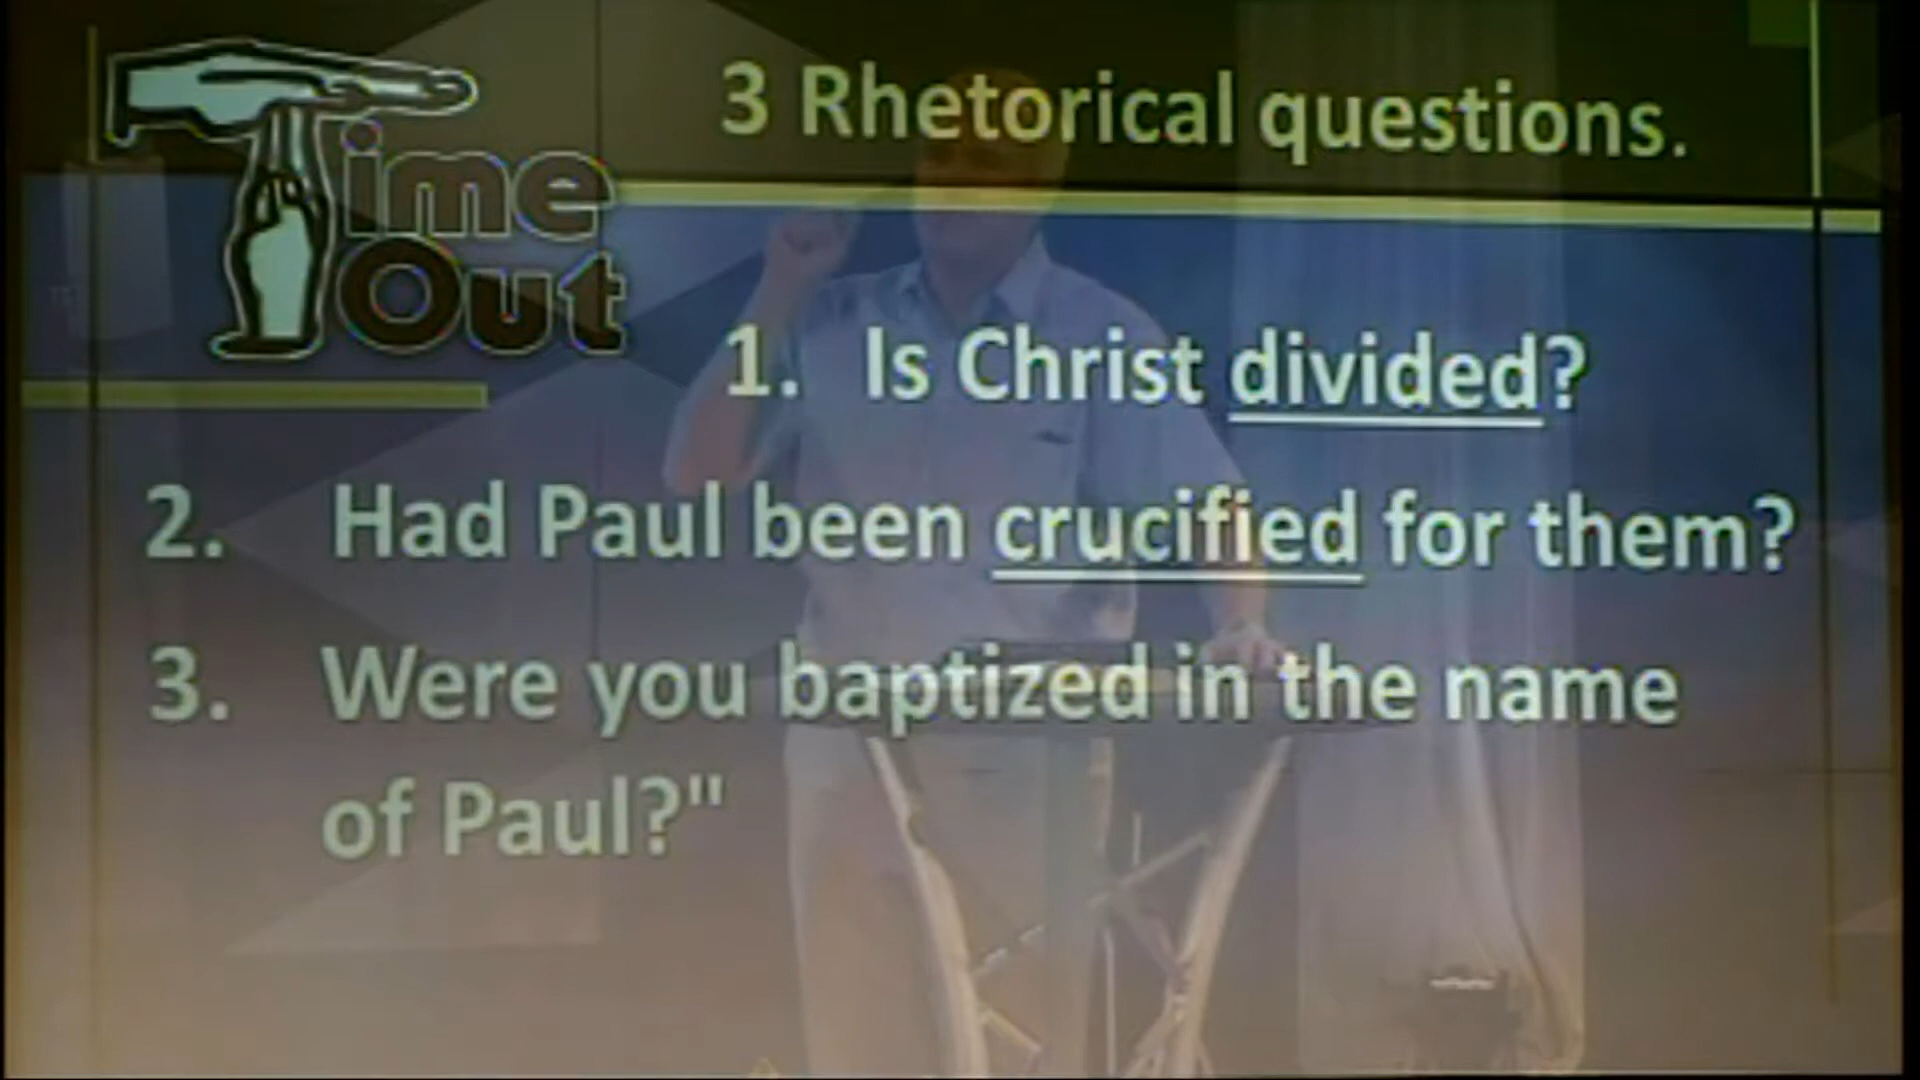 Time
Out
3 Rhetorical questions.
1. Is Christ divided?
2. Had Paul been crucified for them?
3. Were you baptized in the name
of Paul?"